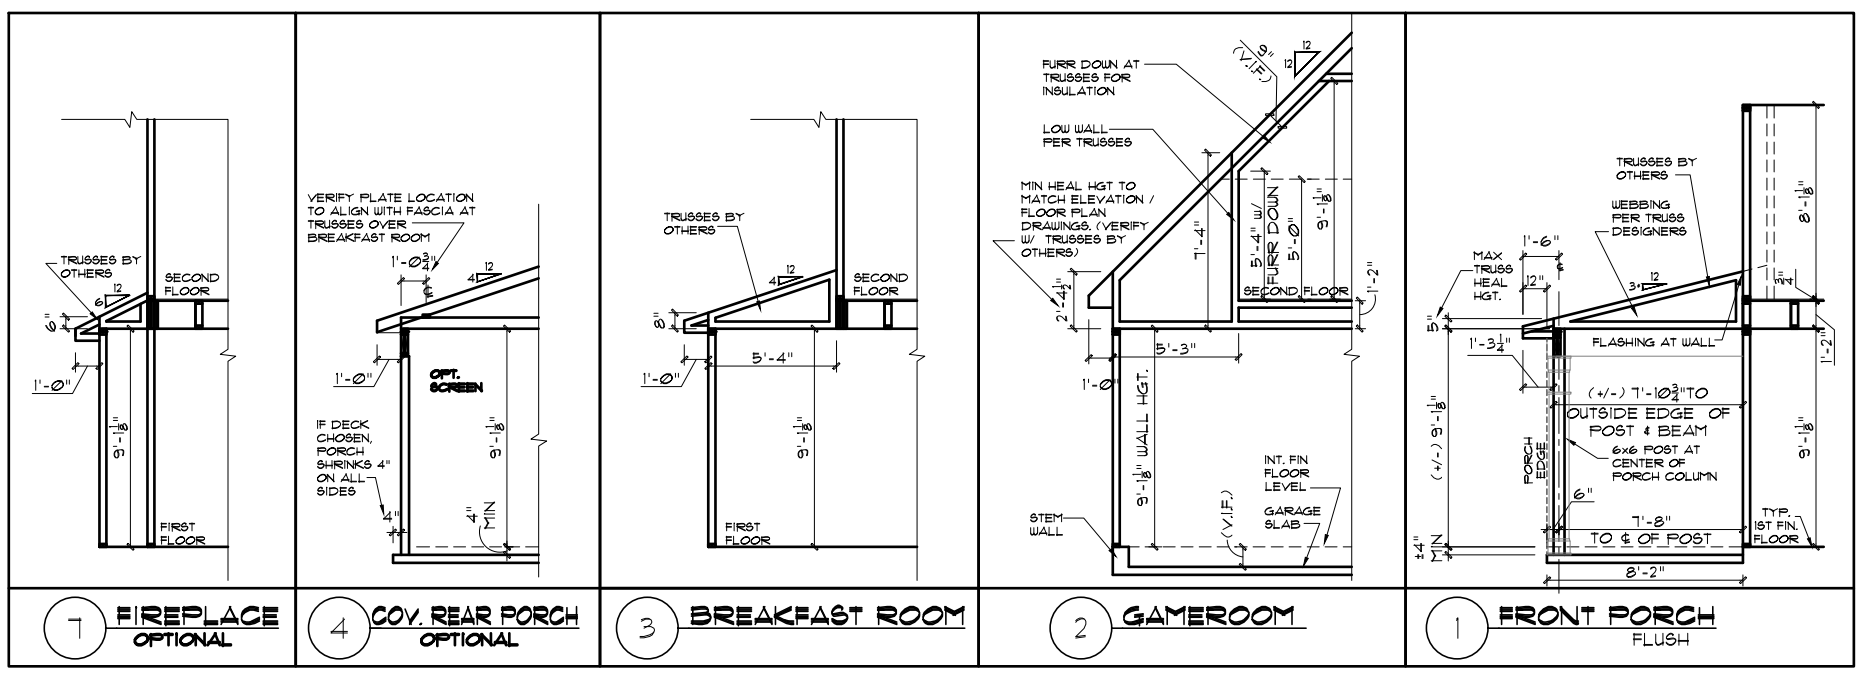 TRUSSES BY
OTHERS
12
6
SECOND
FLOOR
6"
1'-0"
9'-1 1/8"
FIRST
FLOOR
7
FIREPLACE
OPTIONAL
VERIFY PLATE LOCATION
TO ALIGN WITH FASCIA AT
TRUSSES OVER
BREAKFAST ROOM
1'-0 3/4"
12
4
℄
1'-0"
OPT.
SCREEN
IF DECK
CHOSEN,
PORCH
SHRINKS 4"
ON ALL
SIDES
9'-1 1/8"
4"
4"
MIN
4
COV. REAR PORCH
OPTIONAL
TRUSSES BY
OTHERS
12
4
SECOND
FLOOR
8"
1'-0"
5'-4"
9'-1 1/8"
FIRST
FLOOR
3
BREAKFAST ROOM
9"
(V.I.F.)
12
12
FURR DOWN AT
TRUSSES FOR
INSULATION
LOW WALL
PER TRUSSES
MIN HEAL HGT TO
MATCH ELEVATION /
FLOOR PLAN
DRAWINGS. (VERIFY
W/ TRUSSES BY
OTHERS)
7'-4"
5'-4" W/
FURR DOWN
5'-0"
9'-1 1/8"
SECOND FLOOR
1'-2"
2'-4 1/2"
5'-3"
1'-0"
9'-1 1/8" WALL HGT.
INT. FIN
FLOOR
LEVEL
(V.I.F.)
GARAGE
SLAB
STEM
WALL
2
GAMEROOM
TRUSSES BY
OTHERS
WEBBING
PER TRUSS
DESIGNERS
8'-1 1/8"
1'-6"
℄
MAX
TRUSS
HEAL
HGT.
12"
12
3
3/4"
5"
1'-3 1/4"
FLASHING AT WALL
1'-2"
(+/-) 9'-1 1/8"
(+/-) 7'-10 3/4" TO
OUTSIDE EDGE OF
POST & BEAM
PORCH
EDGE
6x6 POST AT
CENTER OF
PORCH COLUMN
9'-1 1/8"
6"
7'-8"
TO ℄ OF POST
TYP.
1ST FIN.
FLOOR
±4"
MIN
8'-2"
1
FRONT PORCH
FLUSH